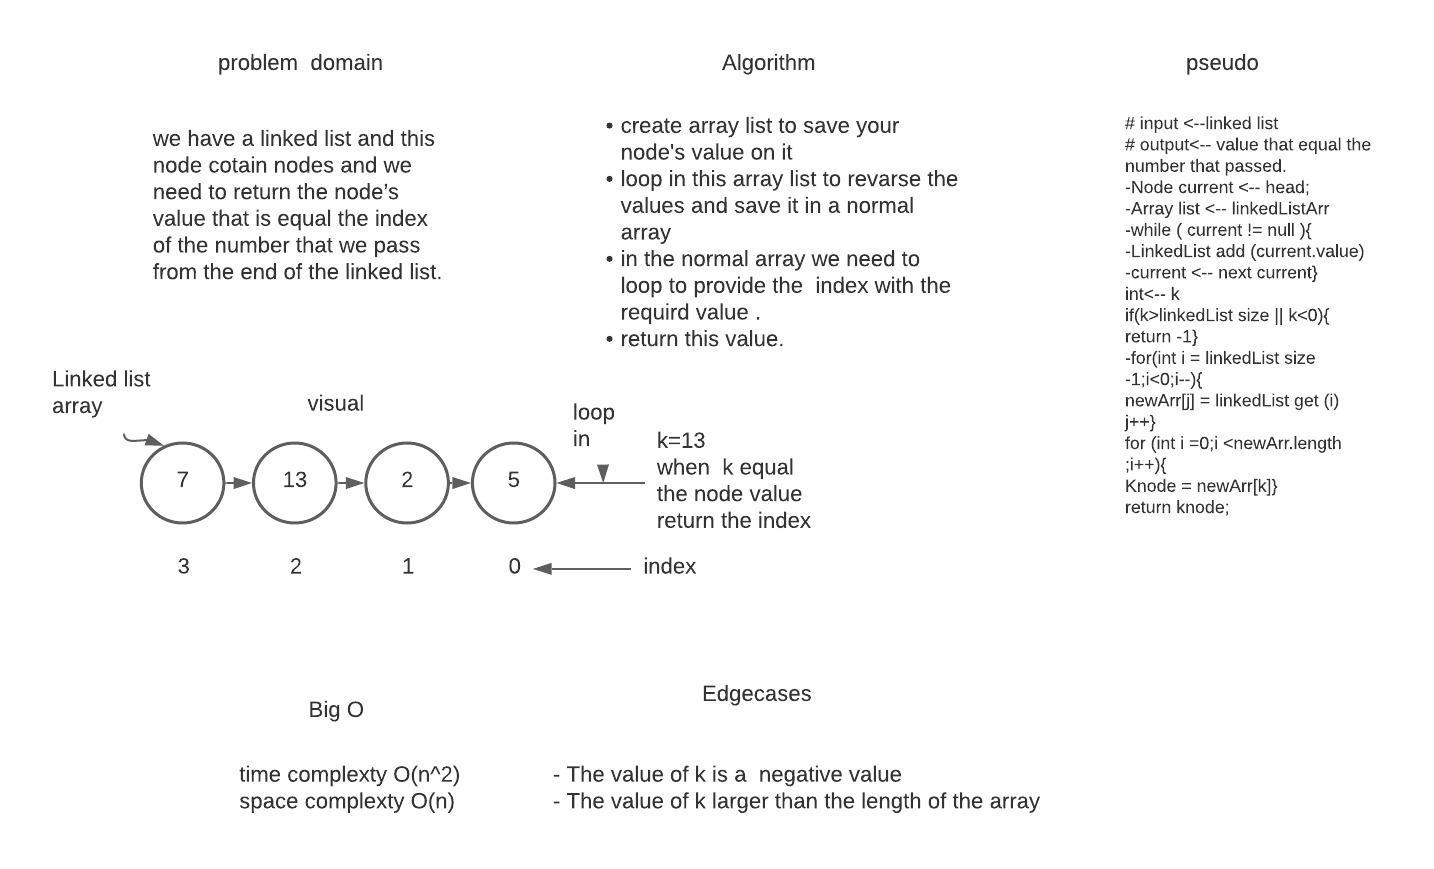 problem  domain
we have a linked list and this
node cotain nodes and we
need to return the node’s
value that is equal the index
of the number that we pass
from the end of the linked list.
Algorithm
• create array list to save your
node's value on it
• loop in this array list to revarse the
values and save it in a normal
array
• in the normal array we need to
loop to provide the  index with the
requird value .
• return this value.
pseudo
# input <--linked list
# output<-- value that equal the
number that passed.
-Node current <-- head;
-Array list <-- linkedListArr
-while ( current != null ){
-LinkedList add (current.value)
-current <-- next current}
int<-- k
if(k>linkedList size || k<0){
return -1}
-for(int i = linkedList size
-1;i<0;i--){
newArr[j] = linkedList get (i)
j++}
for (int i =0;i <newArr.length
;i++){
Knode = newArr[k]}
return knode;
Linked list
array
visual
loop
in
7
13
2
5
k=13
when  k equal
the node value
return the index
3
2
1
0
index
Big O
time complexty O(n^2)
space complexty O(n)
Edgecases
- The value of k is a  negative value
- The value of k larger than the length of the array